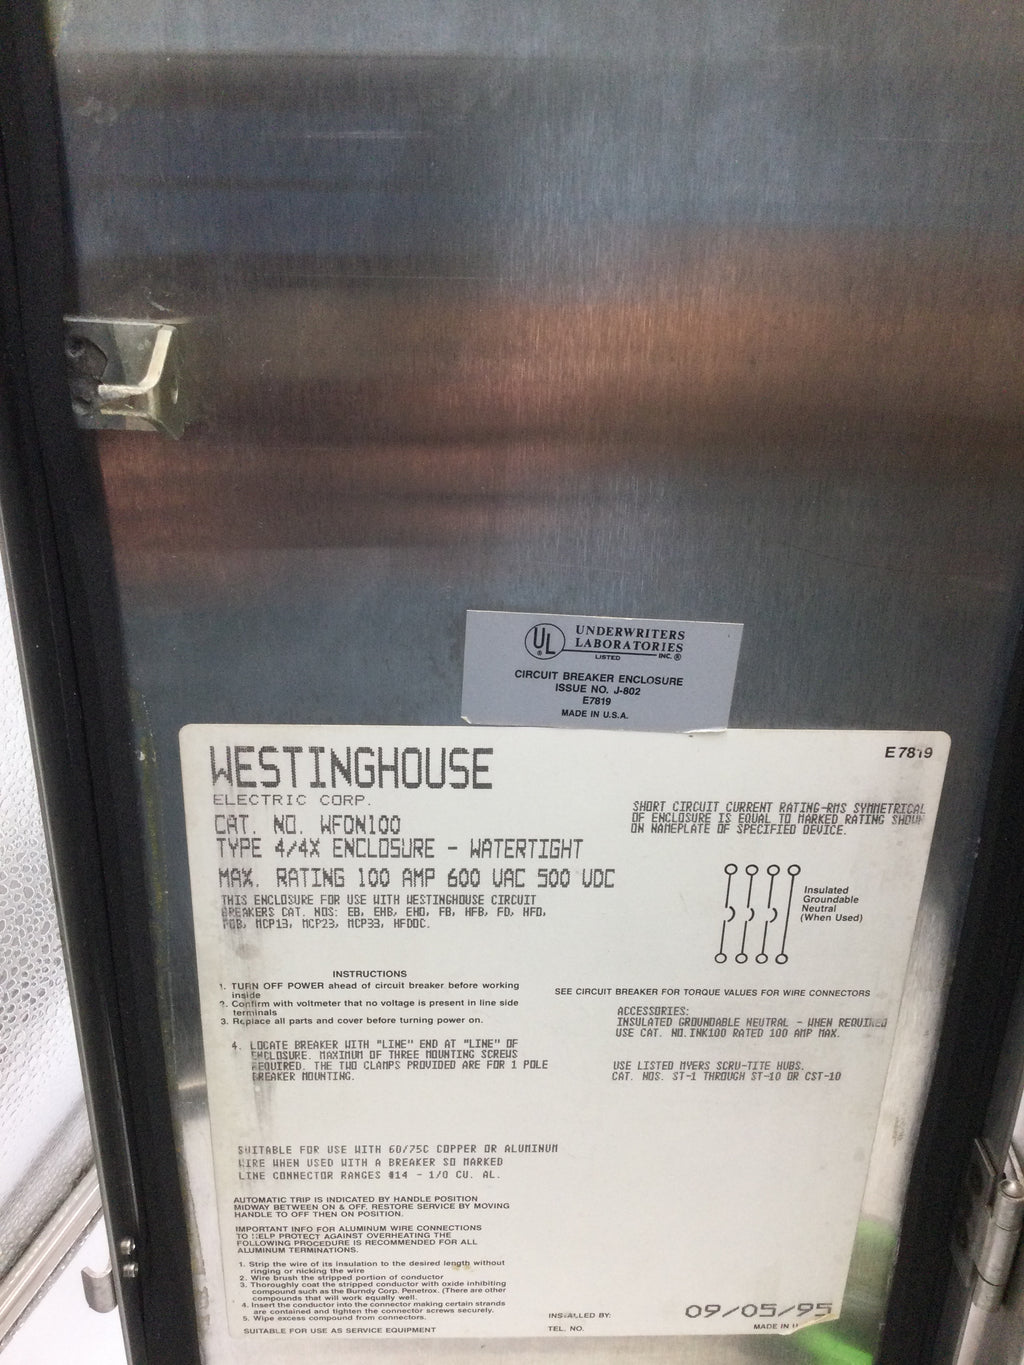 UL
®
UNDERWRITERS
LABORATORIES
LISTED INC.®
CIRCUIT BREAKER ENCLOSURE
ISSUE NO. J-802
E7819
MADE IN U.S.A.
E7819
WESTINGHOUSE
ELECTRIC CORP.
CAT. NO. WFDN100
TYPE 4/4X ENCLOSURE - WATERTIGHT
MAX. RATING 100 AMP 600 VAC 500 VDC
THIS ENCLOSURE FOR USE WITH WESTINGHOUSE CIRCUIT
BREAKERS CAT. NOS: EB, EHB, EHD, FB, HFB, FD, HFD,
MCP13, MCP23, MCP33, HFDDC.
SHORT CIRCUIT CURRENT RATING-RMS SYMMETRICAL
OF ENCLOSURE IS EQUAL TO MARKED RATING SHOWN
ON NAMEPLATE OF SPECIFIED DEVICE.
Insulated
Groundable
Neutral
(When Used)
INSTRUCTIONS
1. TURN OFF POWER ahead of circuit breaker before working
inside
2. Confirm with voltmeter that no voltage is present in line side
terminals
3. Replace all parts and cover before turning power on.
4. LOCATE BREAKER WITH "LINE" END AT "LINE" OF
ENCLOSURE. MAXIMUM OF THREE MOUNTING SCREWS
REQUIRED. THE TWO CLAMPS PROVIDED ARE FOR 1 POLE
BREAKER MOUNTING.
SEE CIRCUIT BREAKER FOR TORQUE VALUES FOR WIRE CONNECTORS
ACCESSORIES:
INSULATED GROUNDABLE NEUTRAL - WHEN REQUIRED
USE CAT. NO.INK100 RATED 100 AMP MAX.
USE LISTED MYERS SCRU-TITE HUBS.
CAT. NOS. ST-1 THROUGH ST-10 OR CST-10
SUITABLE FOR USE WITH 60/75C COPPER OR ALUMINUM
WIRE WHEN USED WITH A BREAKER SO MARKED
LINE CONNECTOR RANGES #14 - 1/0 CU. AL.
AUTOMATIC TRIP IS INDICATED BY HANDLE POSITION
MIDWAY BETWEEN ON & OFF. RESTORE SERVICE BY MOVING
HANDLE TO OFF THEN ON POSITION.
IMPORTANT INFO FOR ALUMINUM WIRE CONNECTIONS
TO HELP PROTECT AGAINST OVERHEATING THE
FOLLOWING PROCEDURE IS RECOMMENDED FOR ALL
ALUMINUM TERMINATIONS.
1. Strip the wire of its insulation to the desired length without
ringing or nicking the wire
2. Wire brush the stripped portion of conductor
3. Thoroughly coat the stripped conductor with oxide inhibiting
compound such as the Burndy Corp. Penetrox. (There are other
compounds that will work equally well.
4. Insert the conductor into the connector making certain strands
are contained and tighten the connector screws securely.
5. Wipe excess compound from connectors.
SUITABLE FOR USE AS SERVICE EQUIPMENT
INSTALLED BY:
TEL. NO.
09/05/95
MADE IN U